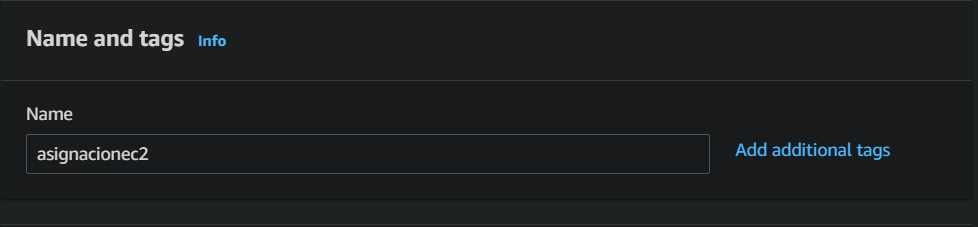 Name and tags Info
Name
asignacionec2
Add additional tags